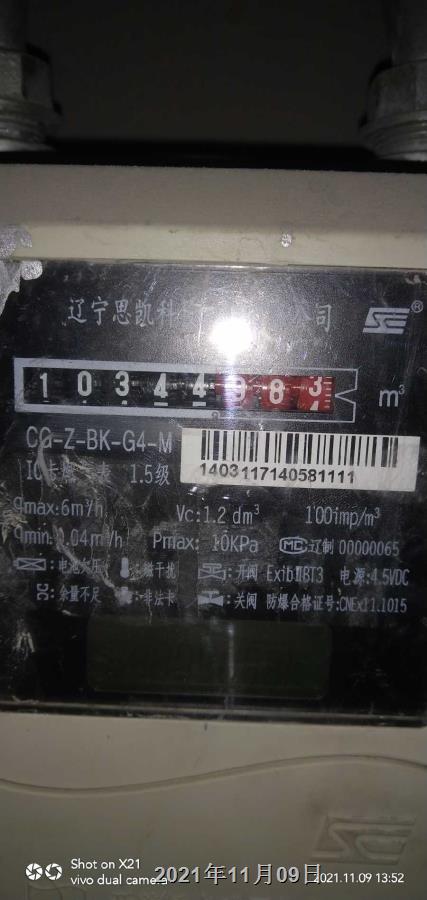 辽宁思凯科
司
SC®
1 0 3 4 4 9 8 3
m³
CG-Z-BK-G4-M
1403117140581111
IC卡 表 1.5级
qmax:6m³/h Vc:1.2 dm³ 100imp/m³
qmin: .04m³/h Pmax: 10KPa MC 辽制 00000065
:电池欠压 :磁干扰 :开阀 ExibⅡBT3 电源:4.5VDC
:余量不足 :非法卡 :关阀 防爆合格证号:CNEx11.1015
Shot on X21
vivo dual camera
2021年11月09日
2021.11.09 13:52